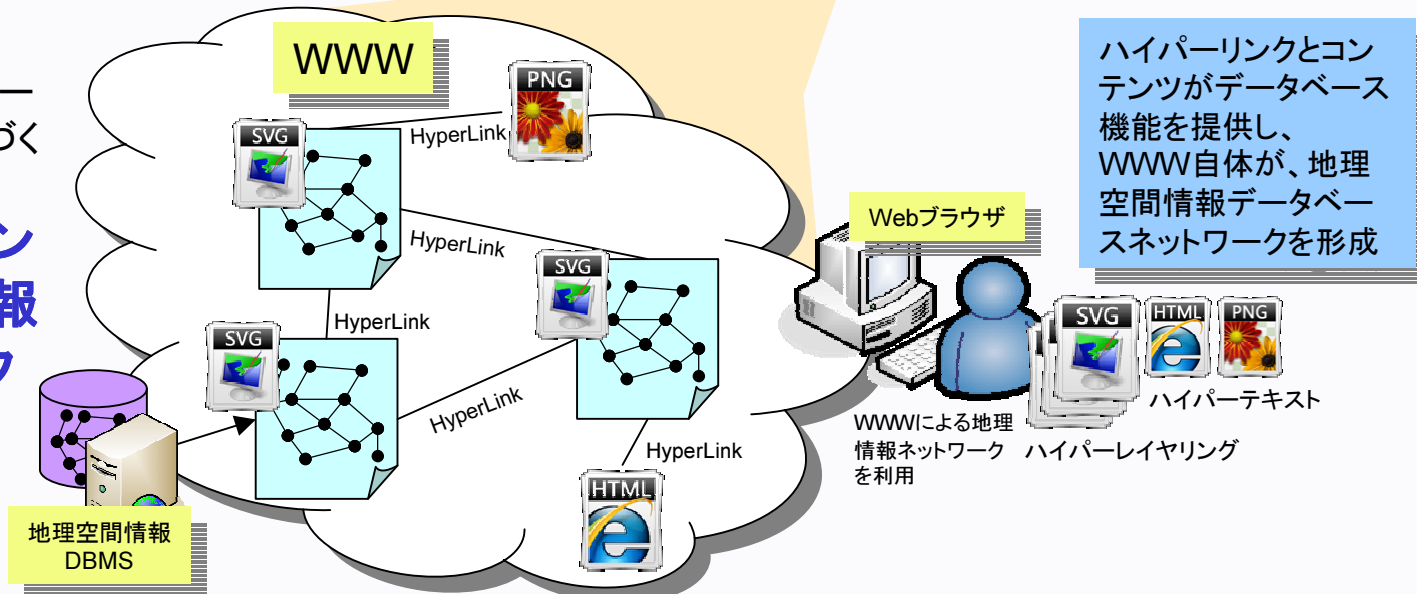 ー
づく
ン
報
ク
WWW
PNG
SVG
HyperLink
HyperLink
SVG
HyperLink
SVG
HyperLink
HyperLink
HTML
地理空間情報
DBMS
Webブラウザ
WWWによる地理
情報ネットワーク
を利用
SVG
HTML
PNG
ハイパーテキスト
ハイパーレイヤリング
ハイパーリンクとコン
テンツがデータベース
機能を提供し、
WWW自体が、地理
空間情報データベー
スネットワークを形成